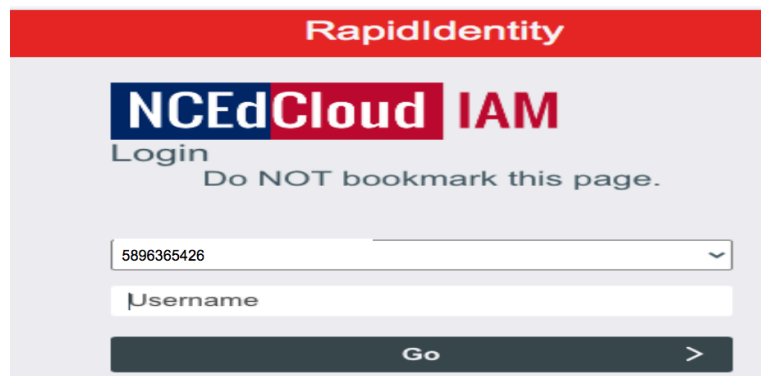 RapidIdentity
NCEdCloud IAM
Login
Do NOT bookmark this page.
5896365426
Username
Go >